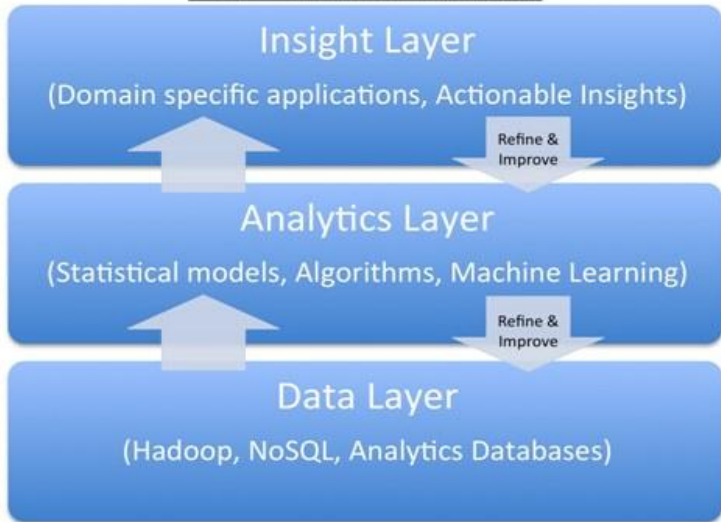 Insight Layer
(Domain specific applications, Actionable Insights)
Refine &
Improve
Analytics Layer
(Statistical models, Algorithms, Machine Learning)
Refine &
Improve
Data Layer
(Hadoop, NoSQL, Analytics Databases)